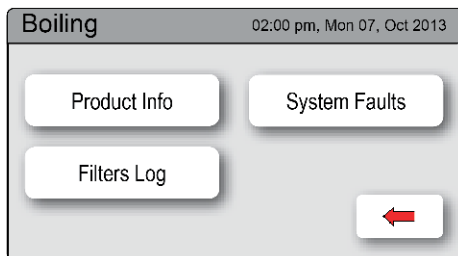 Boiling 02:00 pm, Mon 07, Oct 2013
Product Info System Faults
Filters Log